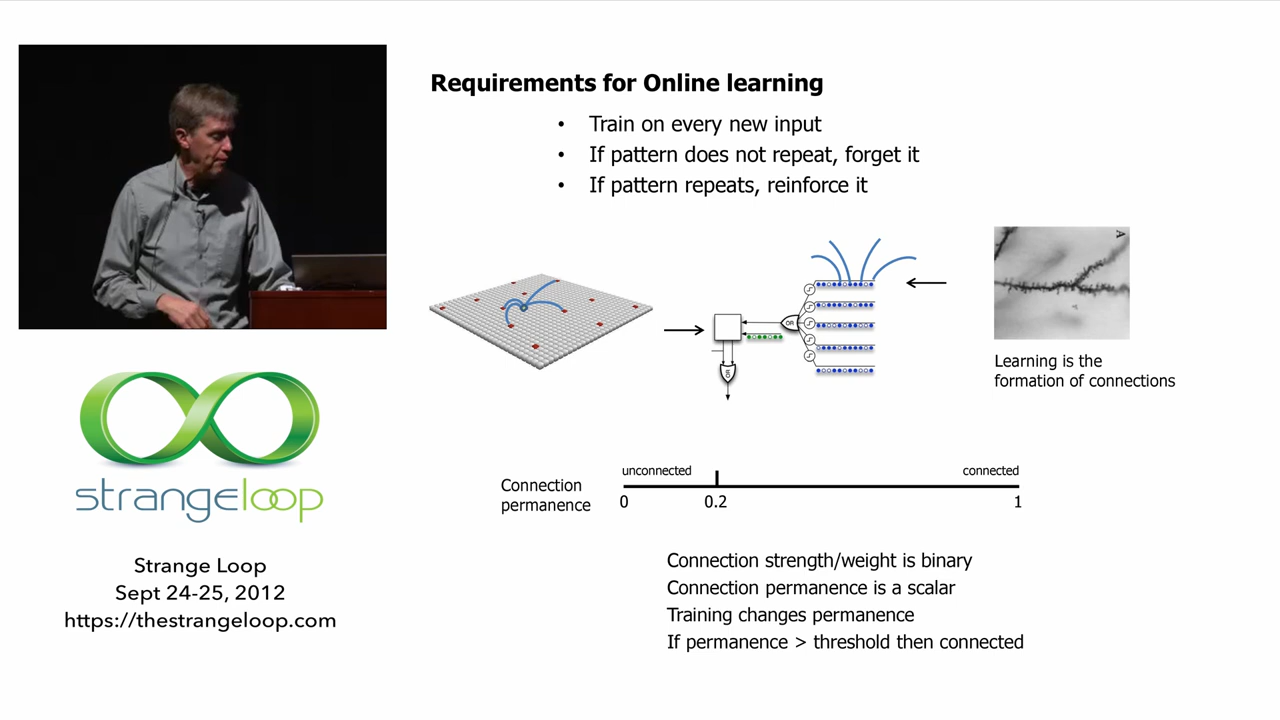 Requirements for Online learning
• Train on every new input
• If pattern does not repeat, forget it
• If pattern repeats, reinforce it
OR
OR
A
Learning is the
formation of connections
Connection
permanence
unconnected
connected
0
0.2
1
Connection strength/weight is binary
Connection permanence is a scalar
Training changes permanence
If permanence > threshold then connected
strangeloop
Strange Loop
Sept 24-25, 2012
https://thestrangeloop.com